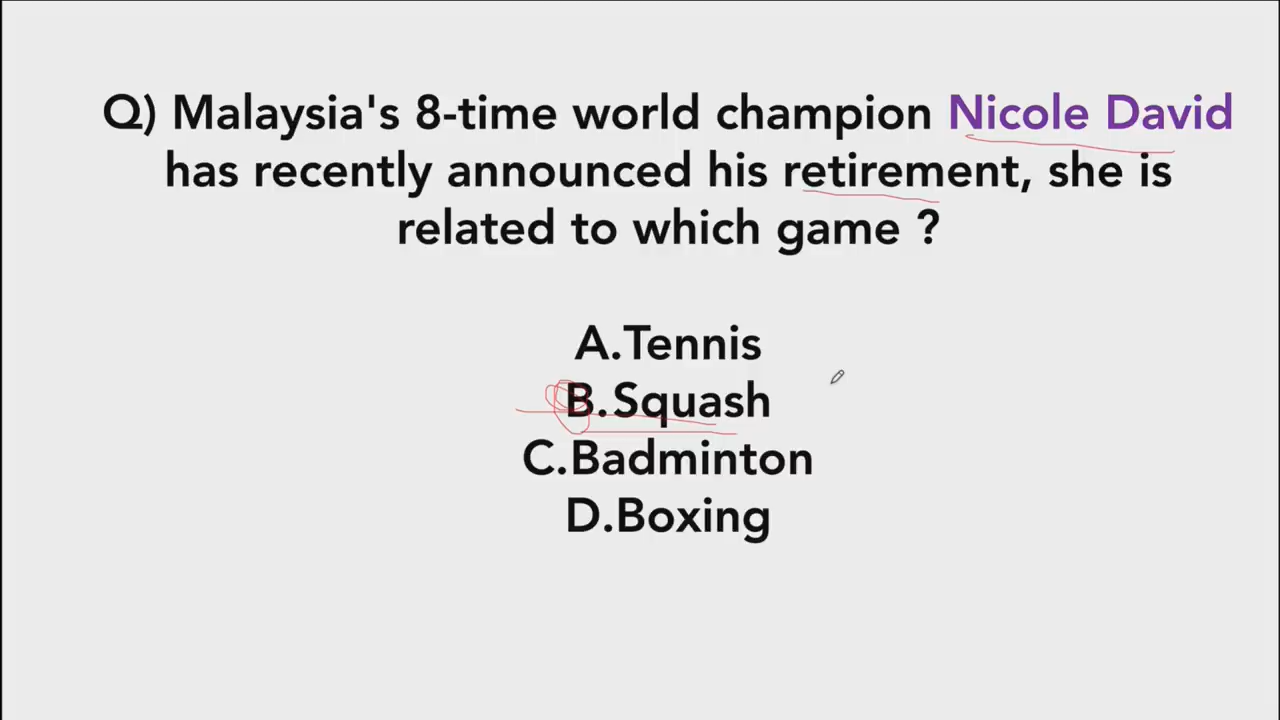 Q) Malaysia's 8-time world champion Nicole David
has recently announced his retirement, she is
related to which game ?
A.Tennis
B.Squash
C.Badminton
D.Boxing